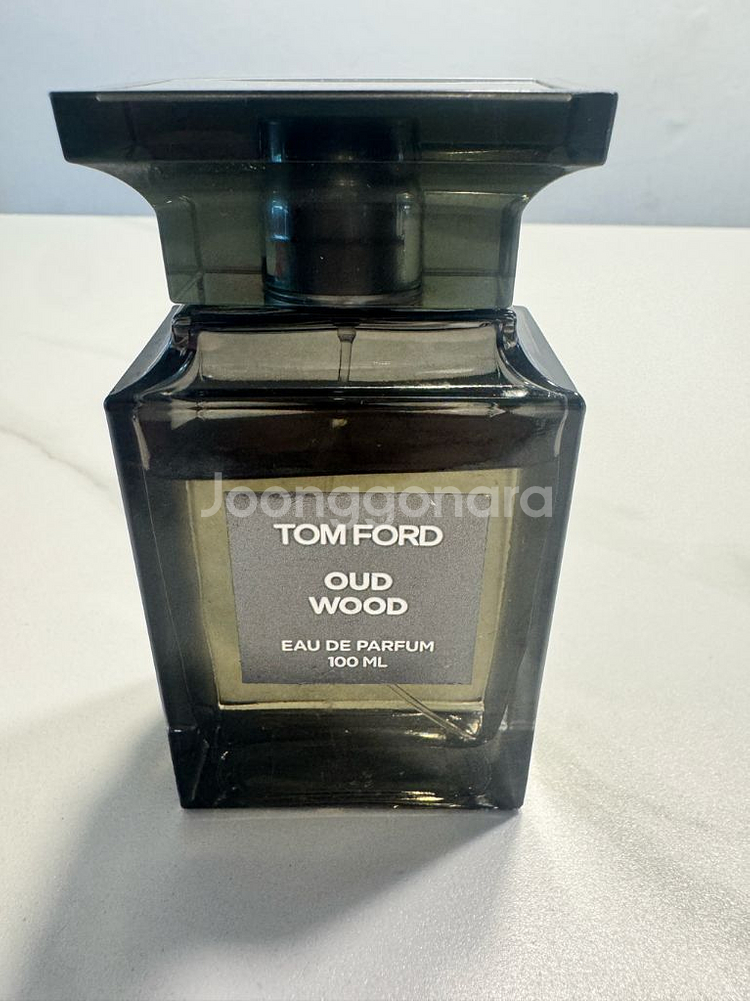 Joonggonara
TOM FORD
OUD
WOOD
EAU DE PARFUM
100 ML